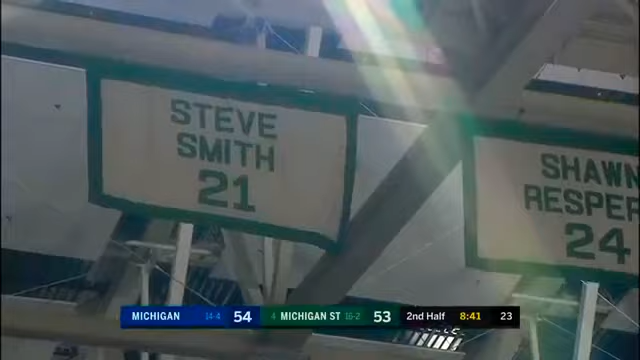 STEVE
SMITH
21
SHAWN
RESPER
24
MICHIGAN 14-4 54 4 MICHIGAN ST 16-2 53 2nd Half 8:41 23